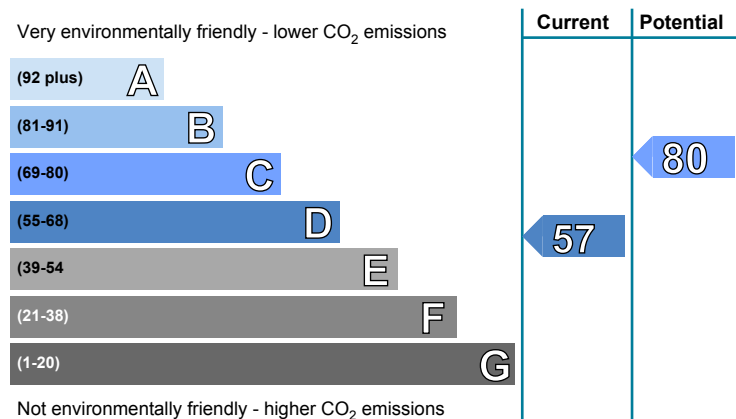 Very environmentally friendly - lower CO₂ emissions
Current
Potential
(92 plus) A
(81-91) B
(69-80) C
80
(55-68) D
57
(39-54 E
(21-38) F
(1-20) G
Not environmentally friendly - higher CO₂ emissions